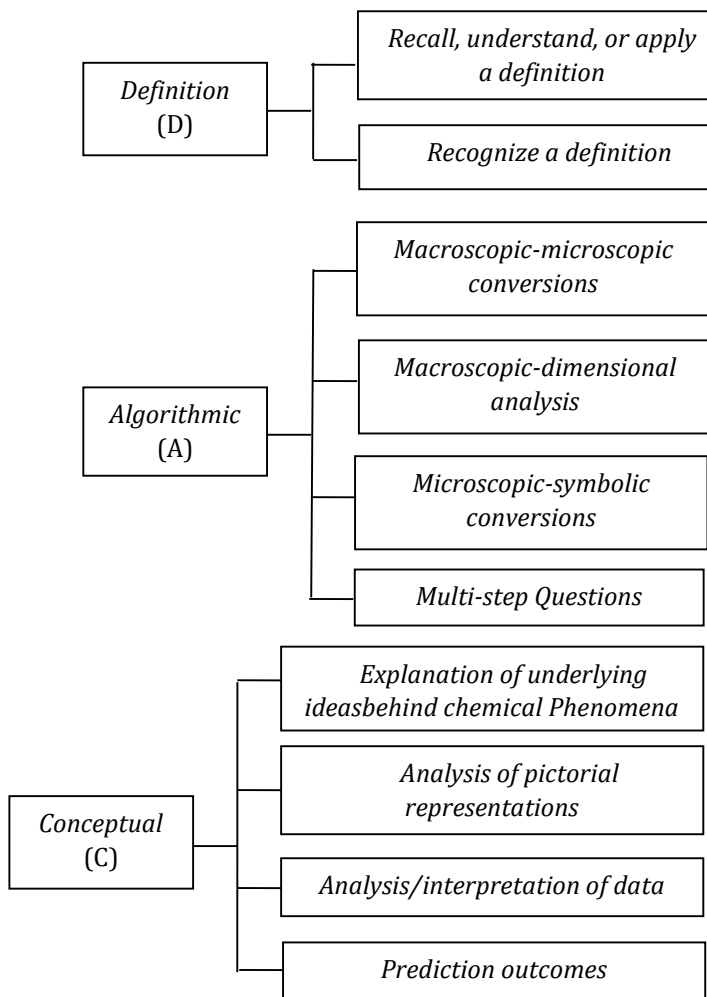 Definition
(D)
Recall, understand, or apply
a definition
Recognize a definition
Algorithmic
(A)
Macroscopic-microscopic
conversions
Macroscopic-dimensional
analysis
Microscopic-symbolic
conversions
Multi-step Questions
Conceptual
(C)
Explanation of underlying
ideasbehind chemical Phenomena
Analysis of pictorial
representations
Analysis/interpretation of data
Prediction outcomes